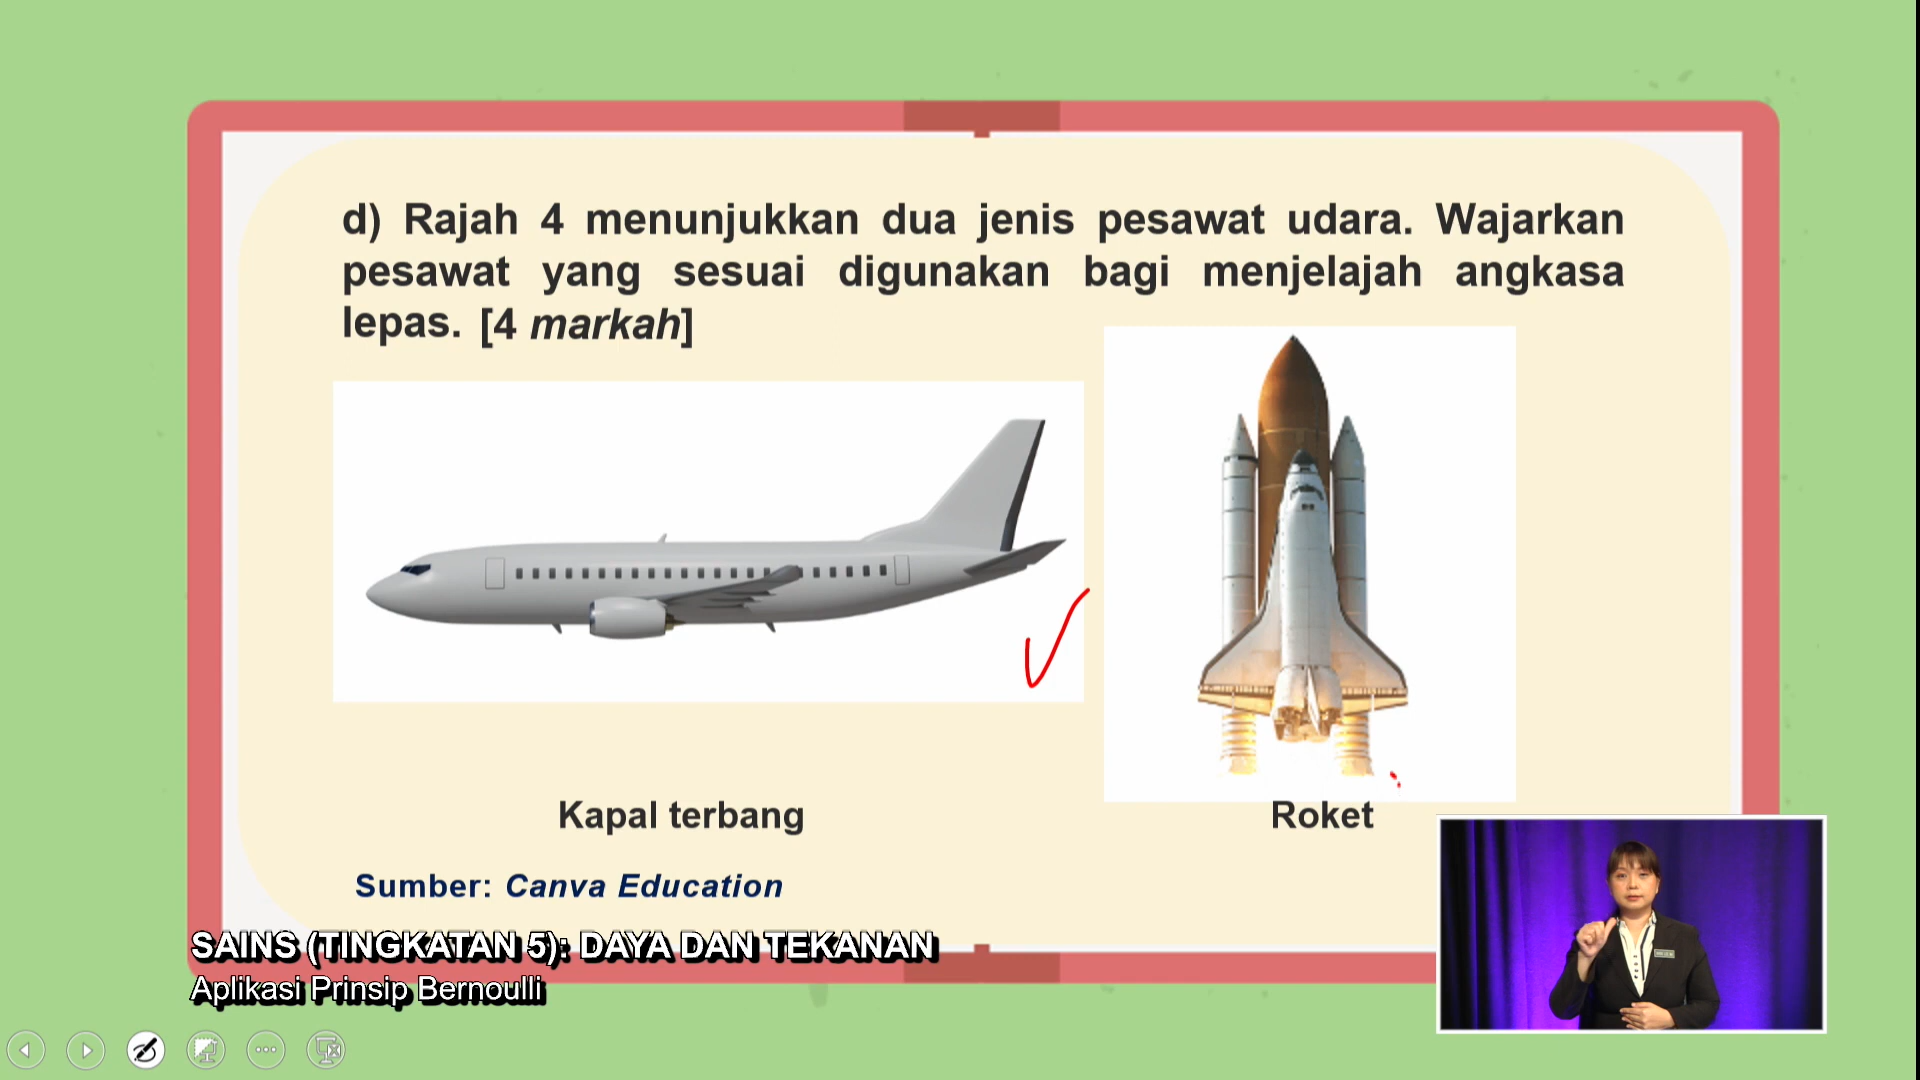 d) Rajah 4 menunjukkan dua jenis pesawat udara. Wajarkan
pesawat yang sesuai digunakan bagi menjelajah angkasa
lepas. [4 markah]
Kapal terbang
Roket
Sumber: Canva Education
SAINS (TINGKATAN 5): DAYA DAN TEKANAN
Aplikasi Prinsip Bernoulli